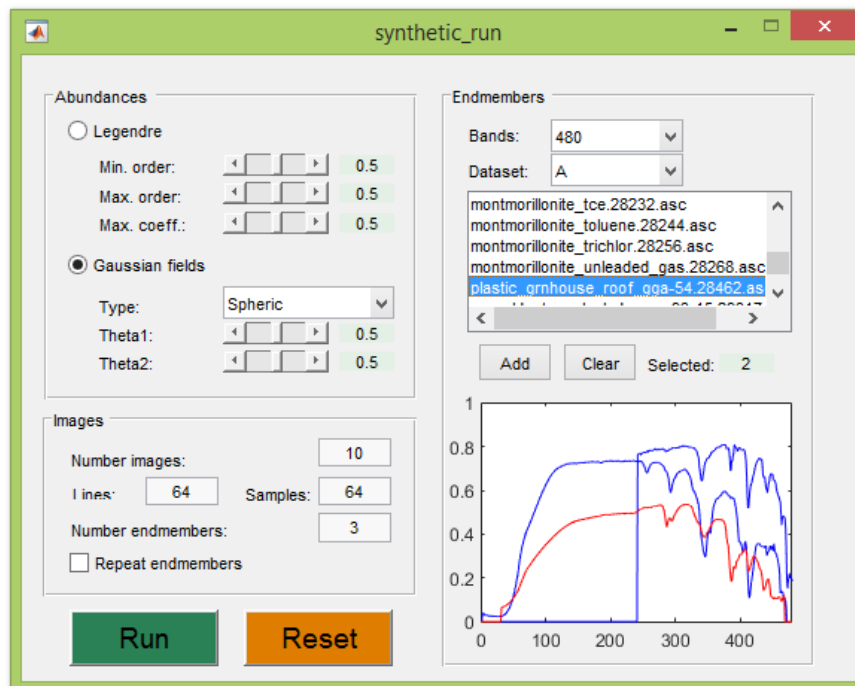 synthetic_run
Abundances
Legendre
Min. order: 0.5
Max. order: 0.5
Max. coeff.: 0.5
Gaussian fields
Type: Spheric
Theta1: 0.5
Theta2: 0.5
Images
Number images: 10
Lines: 64 Samples: 64
Number endmembers: 3
Repeat endmembers
Run Reset
Endmembers
Bands: 480
Dataset: A
montmorillonite_tce.28232.asc
montmorillonite_toluene.28244.asc
montmorillonite_trichlor.28256.asc
montmorillonite_unleaded_gas.28268.asc
plastic_grnhouse_roof_gga-54.28462.as
Add Clear Selected: 2
1
0.8
0.6
0.4
0.2
0
0 100 200 300 400